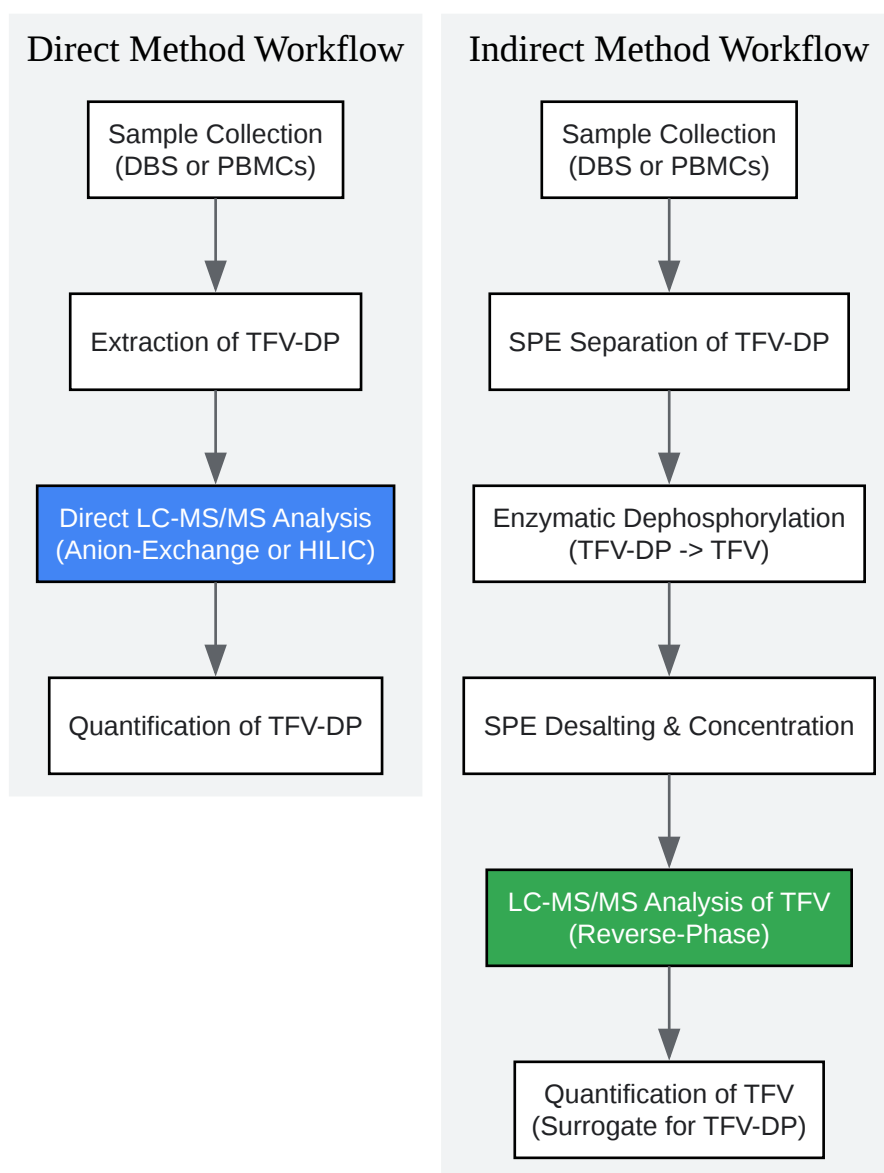 Direct Method Workflow
Sample Collection
(DBS or PBMCs)
Extraction of TFV-DP
Direct LC-MS/MS Analysis
(Anion-Exchange or HILIC)
Quantification of TFV-DP
Indirect Method Workflow
Sample Collection
(DBS or PBMCs)
SPE Separation of TFV-DP
Enzymatic Dephosphorylation
(TFV-DP -> TFV)
SPE Desalting & Concentration
LC-MS/MS Analysis of TFV
(Reverse-Phase)
Quantification of TFV
(Surrogate for TFV-DP)